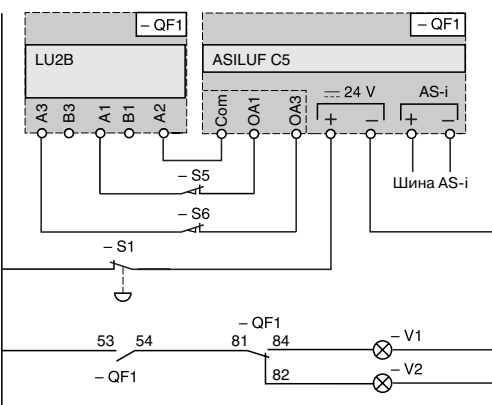 – QF1
– QF1
LU2B
ASILUF C5
A3 B3 A1 B1 A2
Com OA1 OA3
24 V
+ –
AS-i
+ –
Шина AS-i
– S5
– S6
– S1
– QF1
53 54
81 84
– V1
– QF1
82
– V2